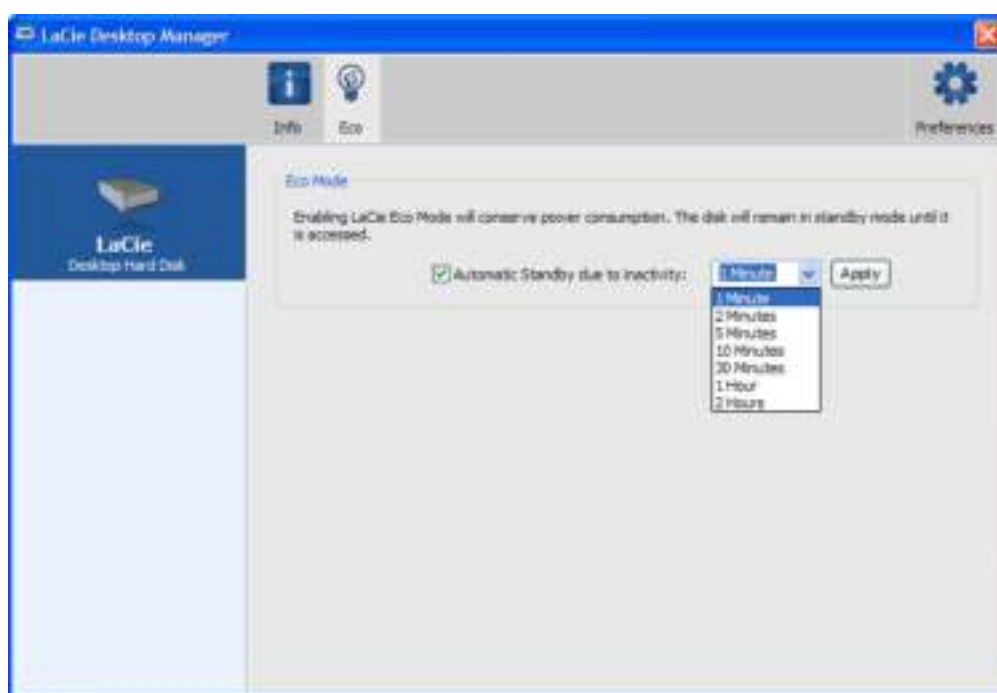 LaCie Desktop Manager
Info
Eco
Preferences
LaCie
Desktop Hard Disk
Eco Mode
Enabling LaCie Eco Mode will conserve power consumption. The disk will remain in standby mode until it
is accessed.
Automatic Standby due to inactivity:
1 Minute
Apply
1 Minute
2 Minutes
5 Minutes
10 Minutes
30 Minutes
1 Hour
2 Hours